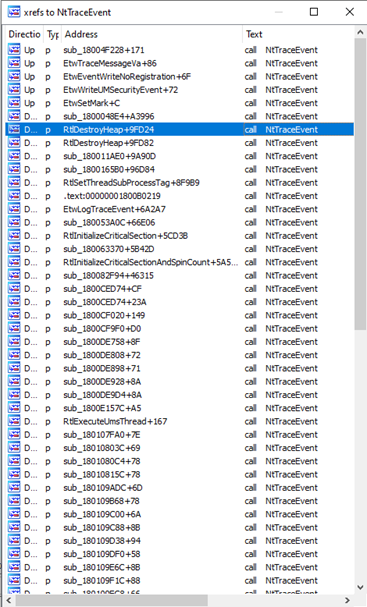 xrefs to NtTraceEvent
Directio Ty Address Text
Up p sub_18004F228+171 call NtTraceEvent
Up p EtwTraceMessageVa+86 call NtTraceEvent
Up p EtwEventWriteNoRegistration+6F call NtTraceEvent
Up p EtwWriteUMSecurityEvent+72 call NtTraceEvent
Up p EtwSetMark+C call NtTraceEvent
D... p sub_1800048E4+A3996 call NtTraceEvent
D... p RtlDestroyHeap+9FD24 call NtTraceEvent
D... p RtlDestroyHeap+9FD82 call NtTraceEvent
D... p sub_180011AE0+9A90D call NtTraceEvent
D... p sub_1800165B0+96D84 call NtTraceEvent
D... p RtlSetThreadSubProcessTag+8F9B9 call NtTraceEvent
D... p .text:00000001800B0219 call NtTraceEvent
D... p EtwLogTraceEvent+6A2A7 call NtTraceEvent
D... p sub_180053A0C+66E06 call NtTraceEvent
D... p RtlInitializeCriticalSection+5CD3B call NtTraceEvent
D... p sub_180063370+5B42D call NtTraceEvent
D... p RtlInitializeCriticalSectionAndSpinCount+5A5... call NtTraceEvent
D... p sub_180082F94+46315 call NtTraceEvent
D... p sub_1800CED74+CF call NtTraceEvent
D... p sub_1800CED74+23A call NtTraceEvent
D... p sub_1800CF020+149 call NtTraceEvent
D... p sub_1800CF9F0+D0 call NtTraceEvent
D... p sub_1800DE758+8F call NtTraceEvent
D... p sub_1800DE808+72 call NtTraceEvent
D... p sub_1800DE898+71 call NtTraceEvent
D... p sub_1800DE928+8A call NtTraceEvent
D... p sub_1800DE9D4+8A call NtTraceEvent
D... p sub_1800E157C+A5 call NtTraceEvent
D... p RtlExecuteUmsThread+167 call NtTraceEvent
D... p sub_180107FA0+7E call NtTraceEvent
D... p sub_18010803C+69 call NtTraceEvent
D... p sub_1801080C4+78 call NtTraceEvent
D... p sub_18010815C+78 call NtTraceEvent
D... p sub_180109ADC+6D call NtTraceEvent
D... p sub_180109B68+78 call NtTraceEvent
D... p sub_180109C00+6A call NtTraceEvent
D... p sub_180109C88+8B call NtTraceEvent
D... p sub_180109D38+94 call NtTraceEvent
D... p sub_180109DF0+58 call NtTraceEvent
D... p sub_180109E6C+8B call NtTraceEvent
D... p sub_180109F1C+88 call NtTraceEvent
D... p call NtTraceEvent